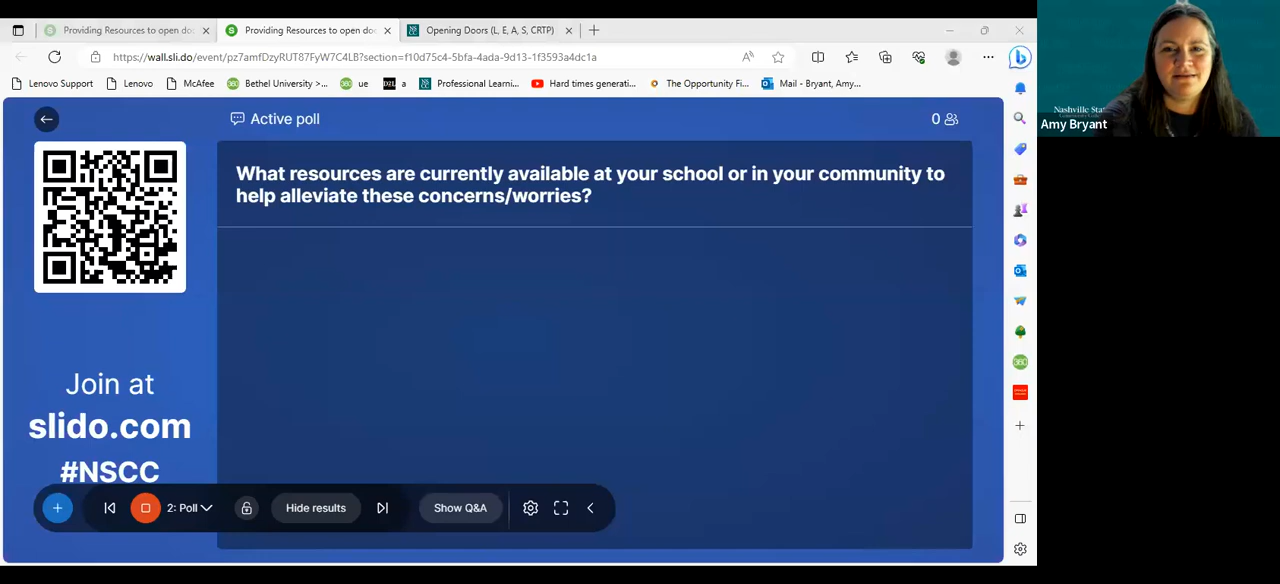 Providing Resources to open do
Providing Resources to open do
Opening Doors (L, E, A, S, CRTP)
https://wall.sli.do/event/pz7amfDzyRUT87FyW7C4LB?section=f10d75c4-5bfa-4ada-9d13-1f3593a4dc1a
Lenovo Support
Lenovo
McAfee
Bethel University >...
ue
a
Professional Learni...
Hard times generati...
The Opportunity Fi...
Mail - Bryant, Amy...
Active poll
0
What resources are currently available at your school or in your community to
help alleviate these concerns/worries?
Join at
slido.com
#NSCC
2: Poll
Hide results
Show Q&A
Nashville Sta
Amy Bryant